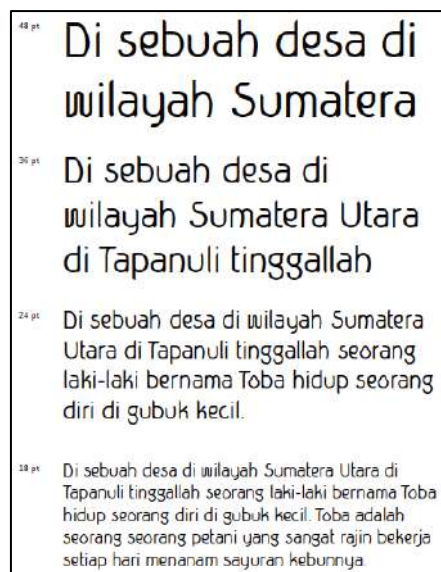 48 pt
Di sebuah desa di
wilayah Sumatera
36 pt
Di sebuah desa di
wilayah Sumatera Utara
di Tapanuli tinggallah
24 pt
Di sebuah desa di wilayah Sumatera
Utara di Tapanuli tinggallah seorang
laki-laki bernama Toba hidup seorang
diri di gubuk kecil.
18 pt
Di sebuah desa di wilayah Sumatera Utara di
Tapanuli tinggallah seorang laki-laki bernama Toba
hidup seorang diri di gubuk kecil. Toba adalah
seorang seorang petani yang sangat rajin bekerja
setiap hari menanam sayuran kebunnya.